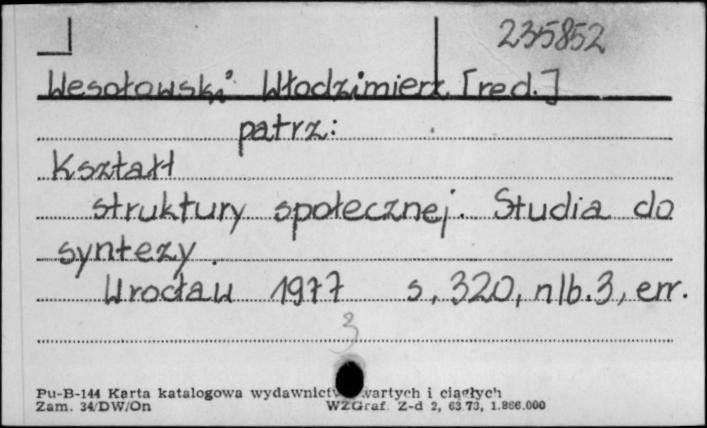 235852
Wesołowski Włodzimierz [red.]
patrz:
Kształt
struktury społecznej. Studia do
syntezy.
Wrocław 1977 s. 320, nlb. 3, err.
3
Pu-B-144 Karta katalogowa wydawnictw zwartych i ciągłych
Zam. 34/DW/On WZGraf. Z-d 2, 63.73, 1.866.000